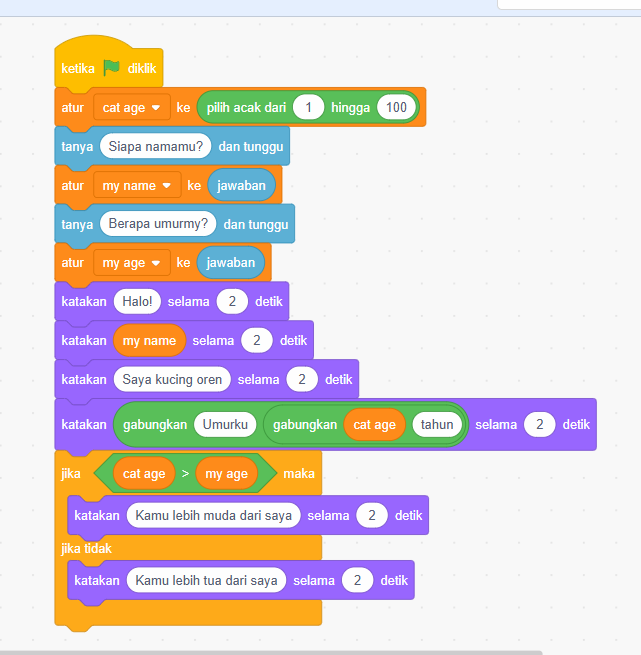 ketika diklik
atur cat age ke pilih acak dari 1 hingga 100
tanya Siapa namamu? dan tunggu
atur my name ke jawaban
tanya Berapa umurmy? dan tunggu
atur my age ke jawaban
katakan Halo! selama 2 detik
katakan my name selama 2 detik
katakan Saya kucing oren selama 2 detik
katakan gabungkan Umurku gabungkan cat age tahun selama 2 detik
jika cat age > my age maka
katakan Kamu lebih muda dari saya selama 2 detik
jika tidak
katakan Kamu lebih tua dari saya selama 2 detik